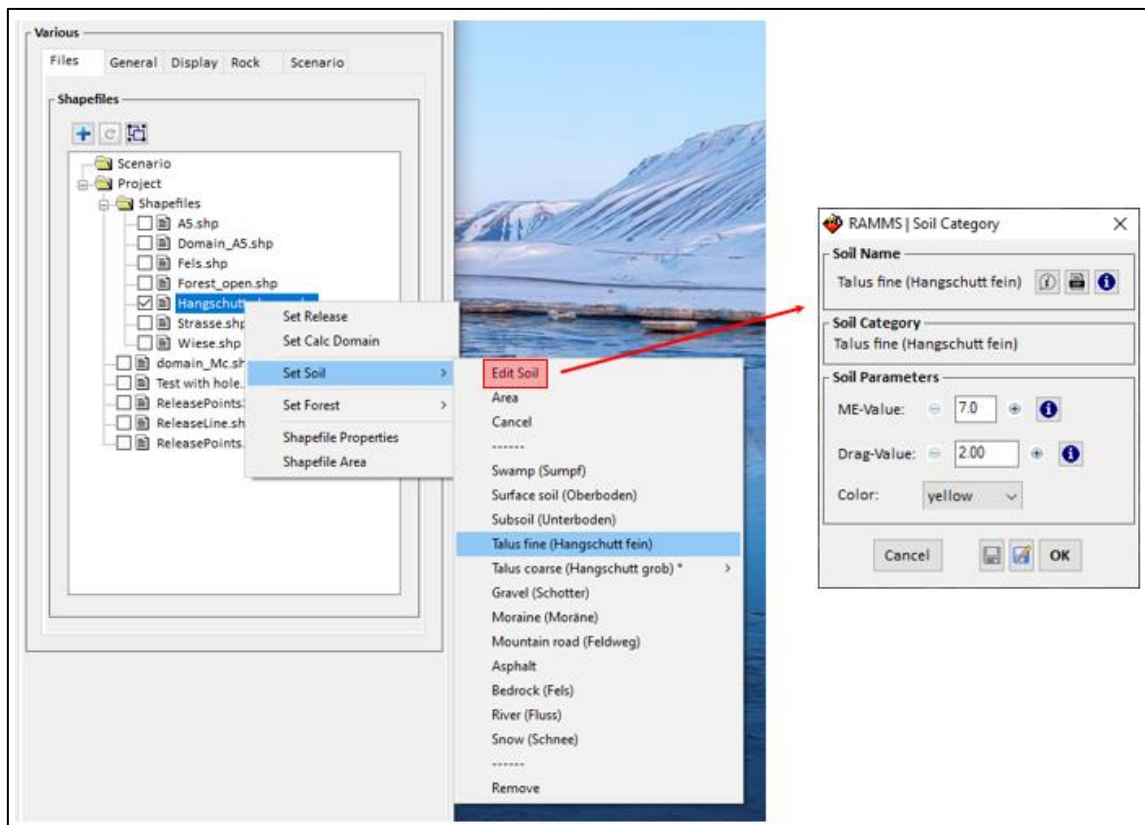 Various
Files General Display Rock Scenario
Shapefiles
Scenario
Project
Shapefiles
A5.shp
Domain_A5.shp
Fels.shp
Forest_open.shp
Strasse.shp
Wiese.shp
domain_Mc.sh
Test with hole.
ReleasePoints
ReleaseLine.sh
ReleasePoints.
Set Release
Set Calc Domain
Set Soil
Set Forest
Shapefile Properties
Shapefile Area
Edit Soil
Area
Cancel
------
Swamp (Sumpf)
Surface soil (Oberboden)
Subsoil (Unterboden)
Talus fine (Hangschutt fein)
Talus coarse (Hangschutt grob) *
Gravel (Schotter)
Moraine (Moräne)
Mountain road (Feldweg)
Asphalt
Bedrock (Fels)
River (Fluss)
Snow (Schnee)
------
Remove
RAMMS | Soil Category
Soil Name
Talus fine (Hangschutt fein)
Soil Category
Talus fine (Hangschutt fein)
Soil Parameters
ME-Value: 7.0
Drag-Value: 2.00
Color: yellow
Cancel OK